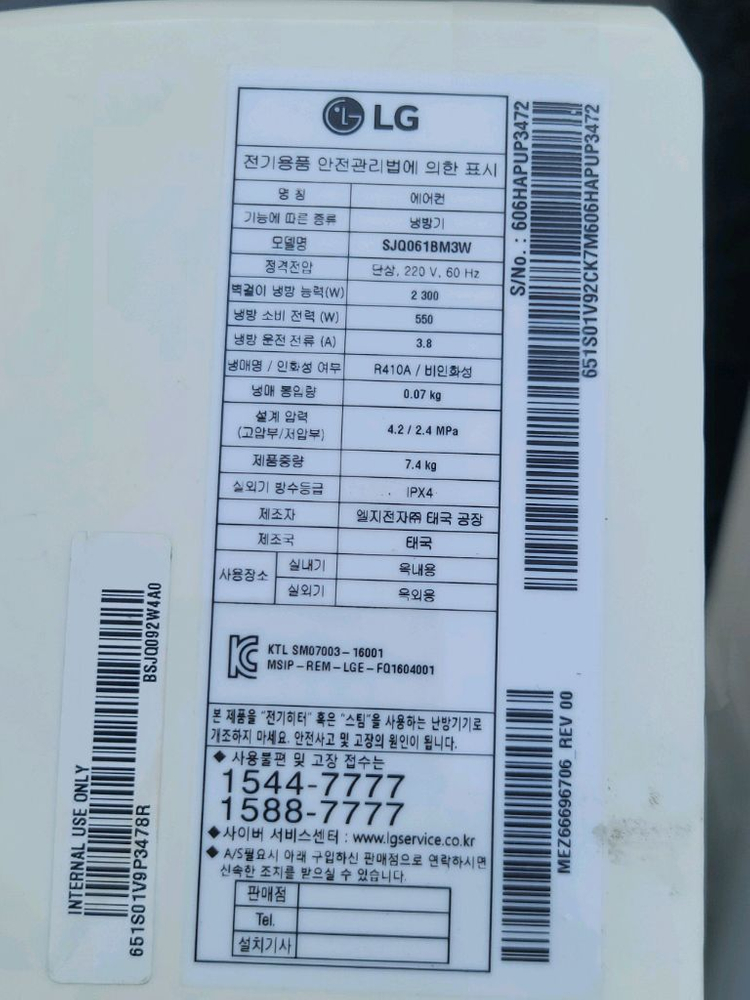 LG
전기용품 안전관리법에 의한 표시
명 칭 에어컨
기능에 따른 종류 냉방기
모델명 SJQ061BM3W
정격전압 단상, 220 V, 60 Hz
벽걸이 냉방 능력(W) 2 300
냉방 소비 전력 (W) 550
냉방 운전 전류 (A) 3.8
냉매명 / 인화성 여부 R410A / 비인화성
냉매 봉입량 0.07 kg
설계 압력
(고압부/저압부) 4.2 / 2.4 MPa
제품중량 7.4 kg
실외기 방수등급 IPX4
제조자 엘지전자㈜ 태국 공장
제조국 태국
사용장소 실내기 옥내용
실외기 옥외용
KTL SM07003-16001
MSIP-REM-LGE-FQ1604001
본 제품을 "전기히터" 혹은 "스팀"을 사용하는 난방기기로
개조하지 마세요. 안전사고 및 고장의 원인이 됩니다.
◆ 사용불편 및 고장 접수는
1544-7777
1588-7777
◆ 사이버 서비스센터 : www.lgservice.co.kr
◆ A/S필요시 아래 구입하신 판매점으로 연락하시면
신속한 조치를 받으실 수 있습니다.
판매점
Tel.
설치기사
S/No. : 606HAPUP3472
651S01V92CK7M606HAPUP3472
MEZ66696706_REV 00
INTERNAL USE ONLY
BSJQ092W4A0
651S01V9P3478R